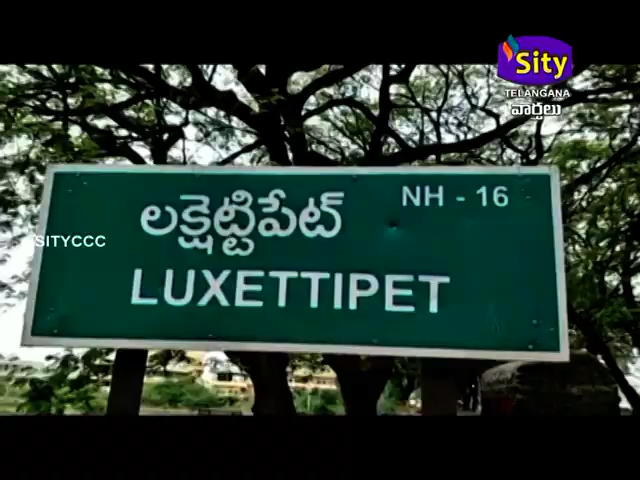 Sity
TELANGANA
వార్తలు
NH - 16
లక్షెట్టిపేట్
SITYCCC
LUXETTIPET